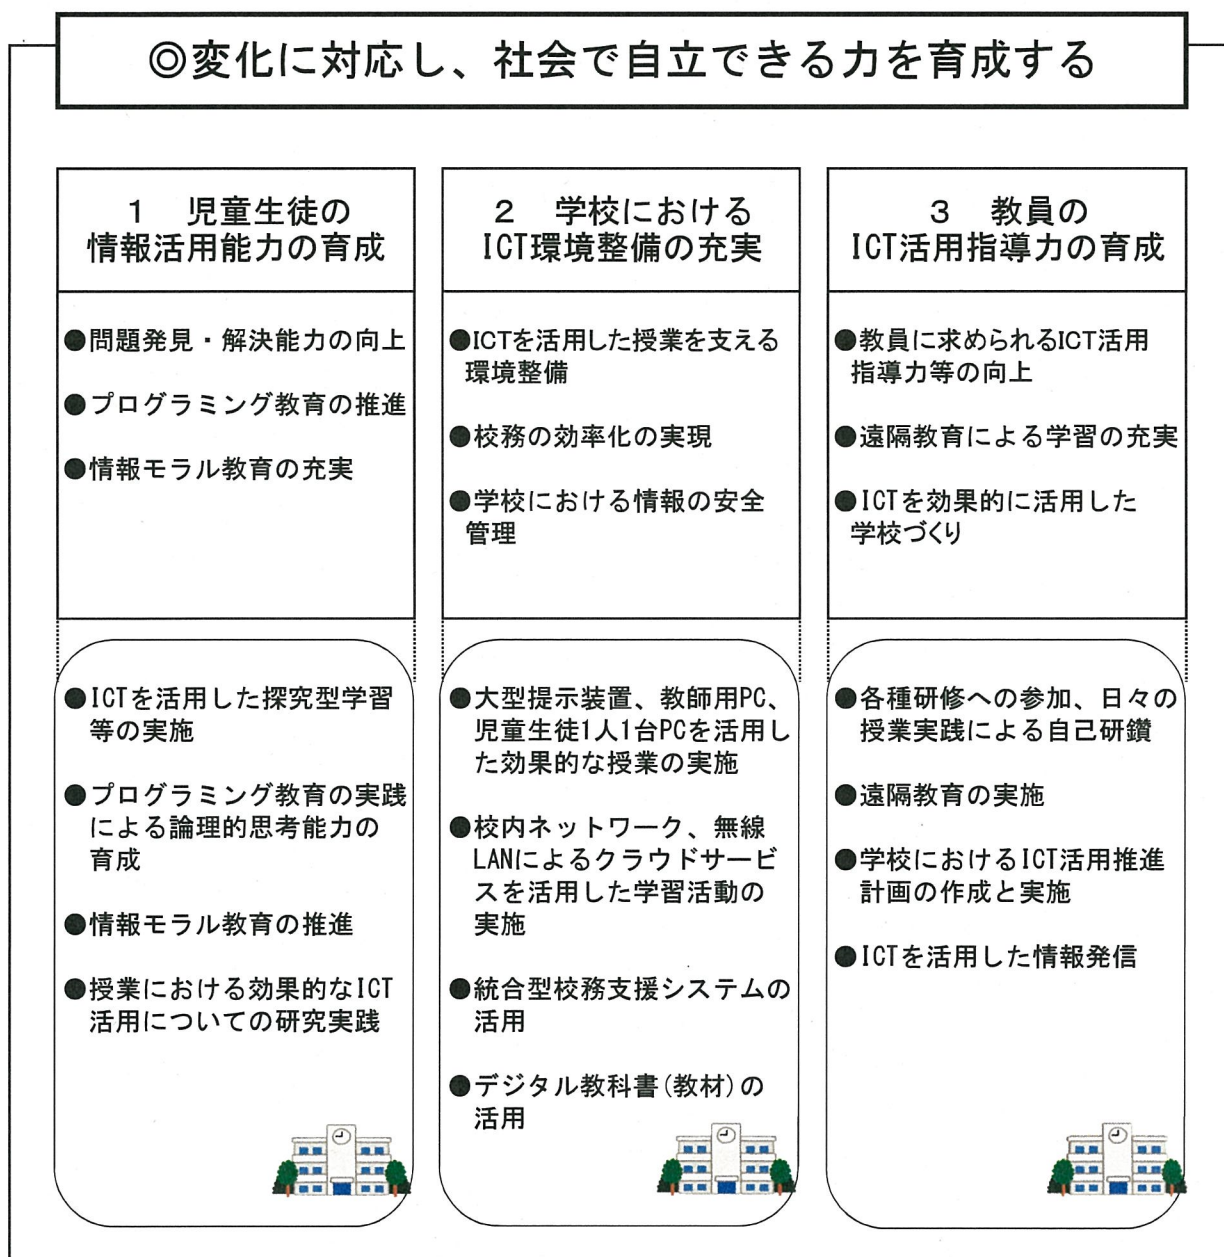 ◎変化に対応し、社会で自立できる力を育成する
1 児童生徒の
情報活用能力の育成
●問題発見・解決能力の向上
●プログラミング教育の推進
●情報モラル教育の充実
●ICTを活用した探究型学習
等の実施
●プログラミング教育の実践
による論理的思考能力の
育成
●情報モラル教育の推進
●授業における効果的なICT
活用についての研究実践
2 学校における
ICT環境整備の充実
●ICTを活用した授業を支える
環境整備
●校務の効率化の実現
●学校における情報の安全
管理
●大型提示装置、教師用PC、
児童生徒1人1台PCを活用し
た効果的な授業の実施
●校内ネットワーク、無線
LANによるクラウドサービ
スを活用した学習活動の
実施
●統合型校務支援システムの
活用
●デジタル教科書(教材)の
活用
3 教員の
ICT活用指導力の育成
●教員に求められるICT活用
指導力等の向上
●遠隔教育による学習の充実
●ICTを効果的に活用した
学校づくり
●各種研修への参加、日々の
授業実践による自己研鑽
●遠隔教育の実施
●学校におけるICT活用推進
計画の作成と実施
●ICTを活用した情報発信